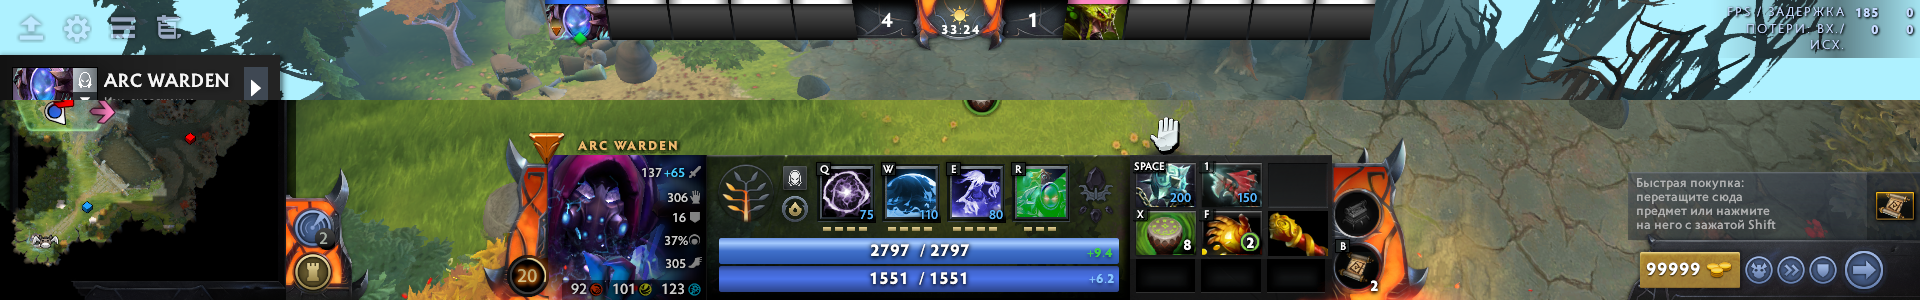 4
33:24
1
FPS / ЗАДЕРЖКА 185 0
ПОТЕРИ: ВХ./ 0 0
ИСХ.
ARC WARDEN
ARC WARDEN
137 +65
306
16
37%
305
92 101 123
20
2
Q
75
W
110
E
80
R
2797 / 2797
+9.4
1551 / 1551
+6.2
SPACE
200
1
150
X
8
F
2
B
2
Быстрая покупка:
перетащите сюда
предмет или нажмите
на него с зажатой Shift
99999